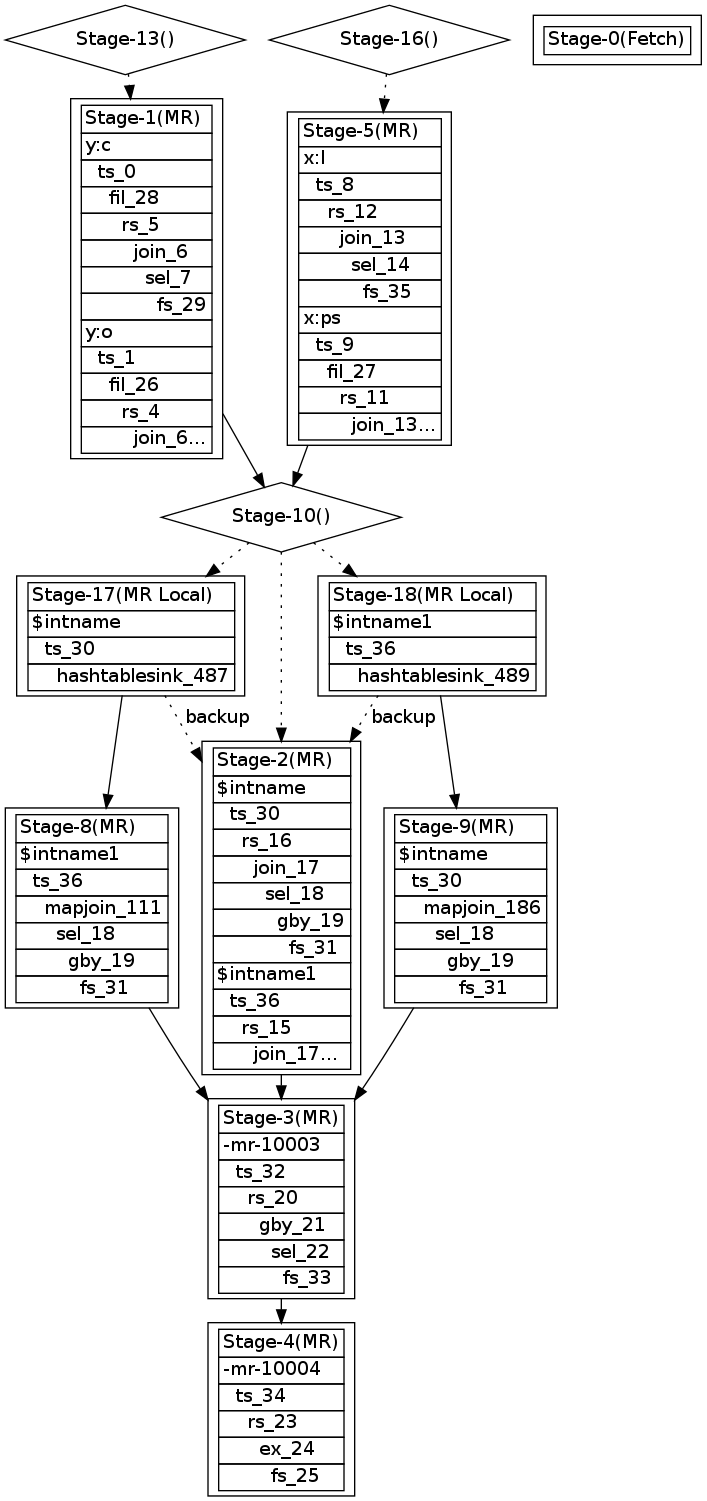 Stage-13()
Stage-16()
Stage-0(Fetch)
Stage-1(MR)
y:c
ts_0
fil_28
rs_5
join_6
sel_7
fs_29
y:o
ts_1
fil_26
rs_4
join_6...
Stage-5(MR)
x:l
ts_8
rs_12
join_13
sel_14
fs_35
x:ps
ts_9
fil_27
rs_11
join_13...
Stage-10()
Stage-17(MR Local)
$intname
ts_30
hashtablesink_487
Stage-18(MR Local)
$intname1
ts_36
hashtablesink_489
backup
backup
Stage-8(MR)
$intname1
ts_36
mapjoin_111
sel_18
gby_19
fs_31
Stage-2(MR)
$intname
ts_30
rs_16
join_17
sel_18
gby_19
fs_31
$intname1
ts_36
rs_15
join_17...
Stage-9(MR)
$intname
ts_30
mapjoin_186
sel_18
gby_19
fs_31
Stage-3(MR)
-mr-10003
ts_32
rs_20
gby_21
sel_22
fs_33
Stage-4(MR)
-mr-10004
ts_34
rs_23
ex_24
fs_25